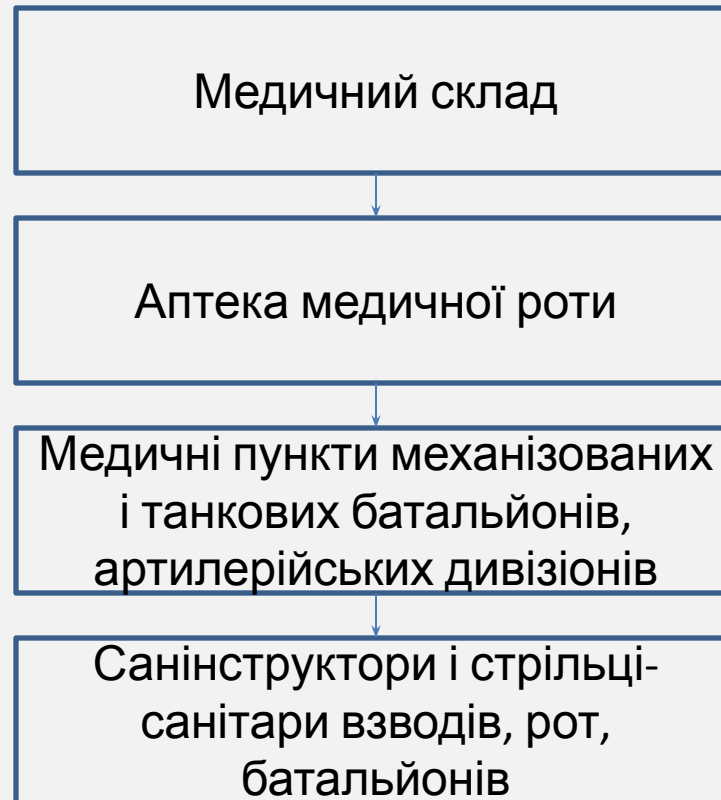 Медичний склад
Аптека медичної роти
Медичні пункти механізованих
і танкових батальйонів,
артилерійських дивізіонів
Санінструктори і стрільці-
санітари взводів, рот,
батальйонів